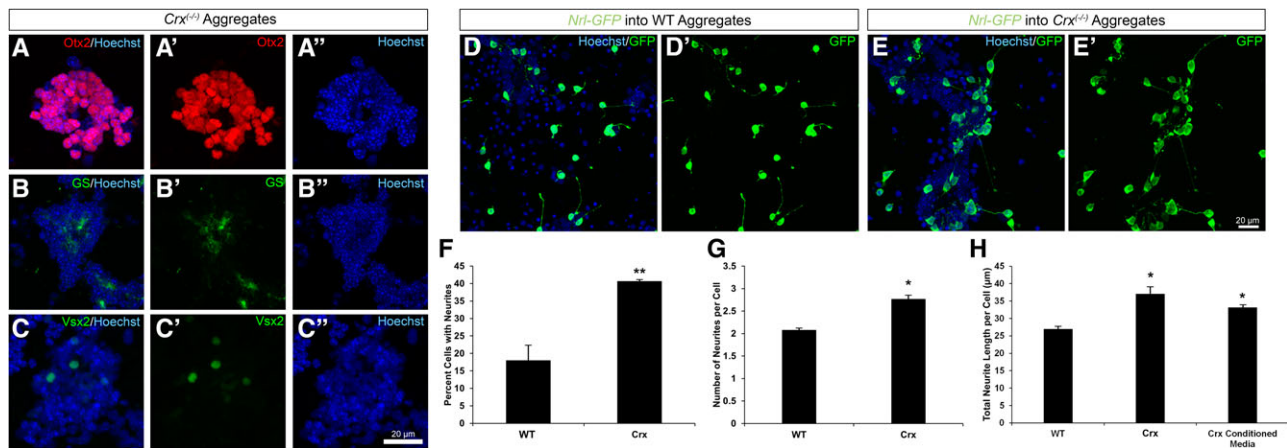 Crx(-/-) Aggregates
Nrl-GFP into WT Aggregates
Nrl-GFP into Crx(-/-) Aggregates
A
Otx2/Hoechst
A'
Otx2
A''
Hoechst
B
GS/Hoechst
B'
GS
B''
Hoechst
C
Vsx2/Hoechst
C'
Vsx2
C''
Hoechst
20 µm
D
Hoechst/GFP
D'
GFP
E
Hoechst/GFP
E'
GFP
20 µm
F
Percent Cells with Neurites
45
40
35
30
25
20
15
10
5
0
**
WT
Crx
G
Number of Neurites per Cell
3
2.5
2
1.5
1
0.5
0
*
WT
Crx
H
Total Neurite Length per Cell (µm)
45
40
35
30
25
20
15
10
5
0
*
*
WT
Crx
Crx Conditioned
Media